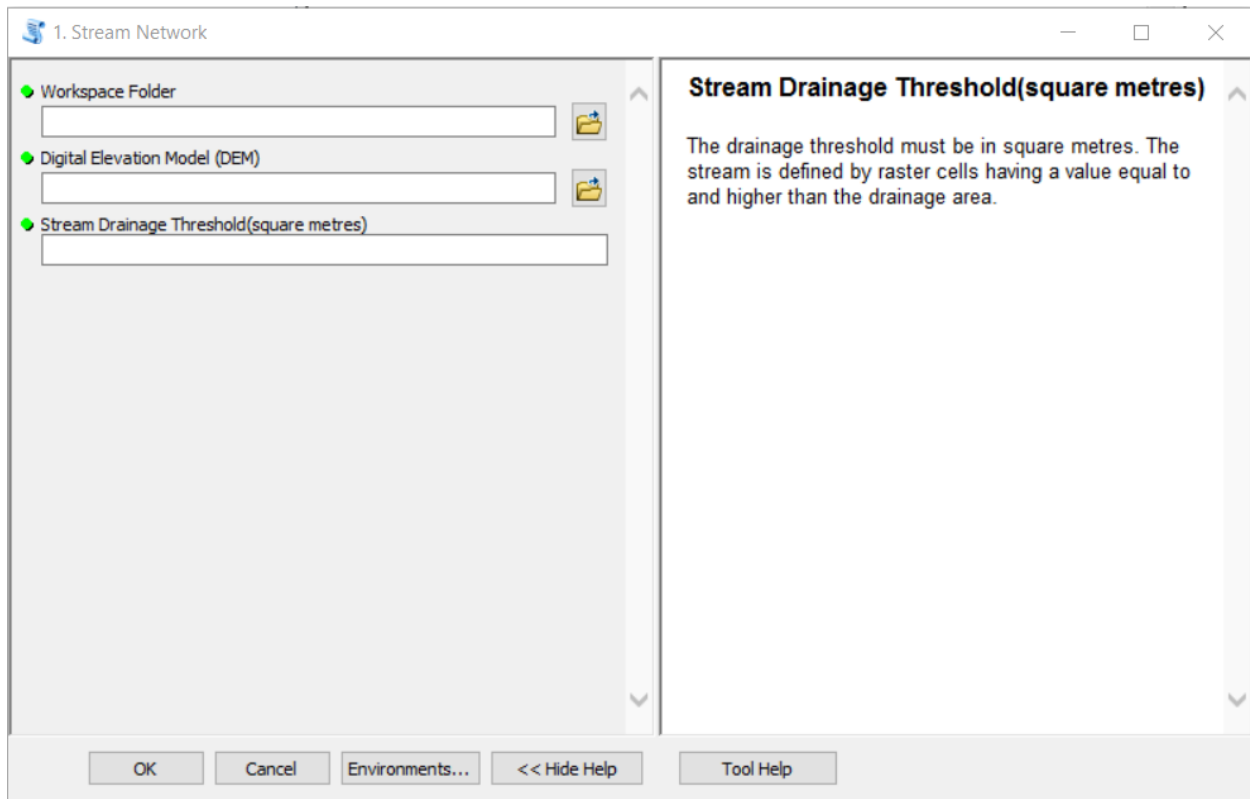 1. Stream Network
Workspace Folder
Digital Elevation Model (DEM)
Stream Drainage Threshold(square metres)
Stream Drainage Threshold(square metres)
The drainage threshold must be in square metres. The
stream is defined by raster cells having a value equal to
and higher than the drainage area.
OK
Cancel
Environments...
<< Hide Help
Tool Help